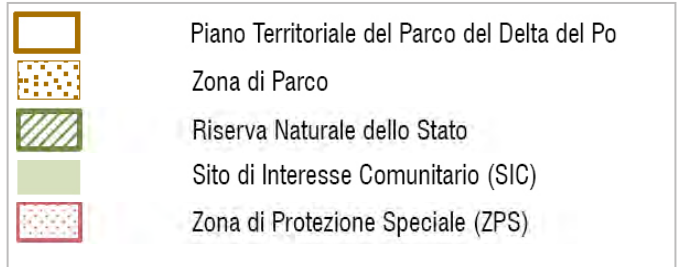 Piano Territoriale del Parco del Delta del Po
Zona di Parco
Riserva Naturale dello Stato
Sito di Interesse Comunitario (SIC)
Zona di Protezione Speciale (ZPS)